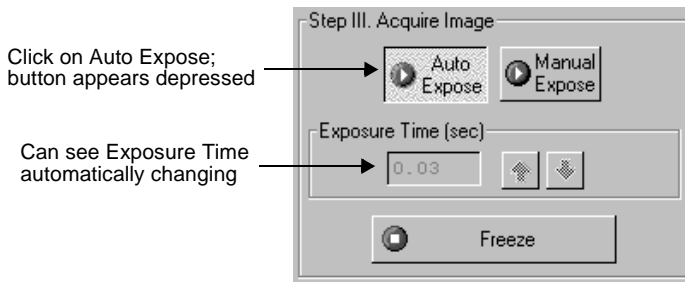 Step III. Acquire Image
Click on Auto Expose;
button appears depressed
Auto
Expose
Manual
Expose
Exposure Time (sec)
Can see Exposure Time
automatically changing
0.03
Freeze